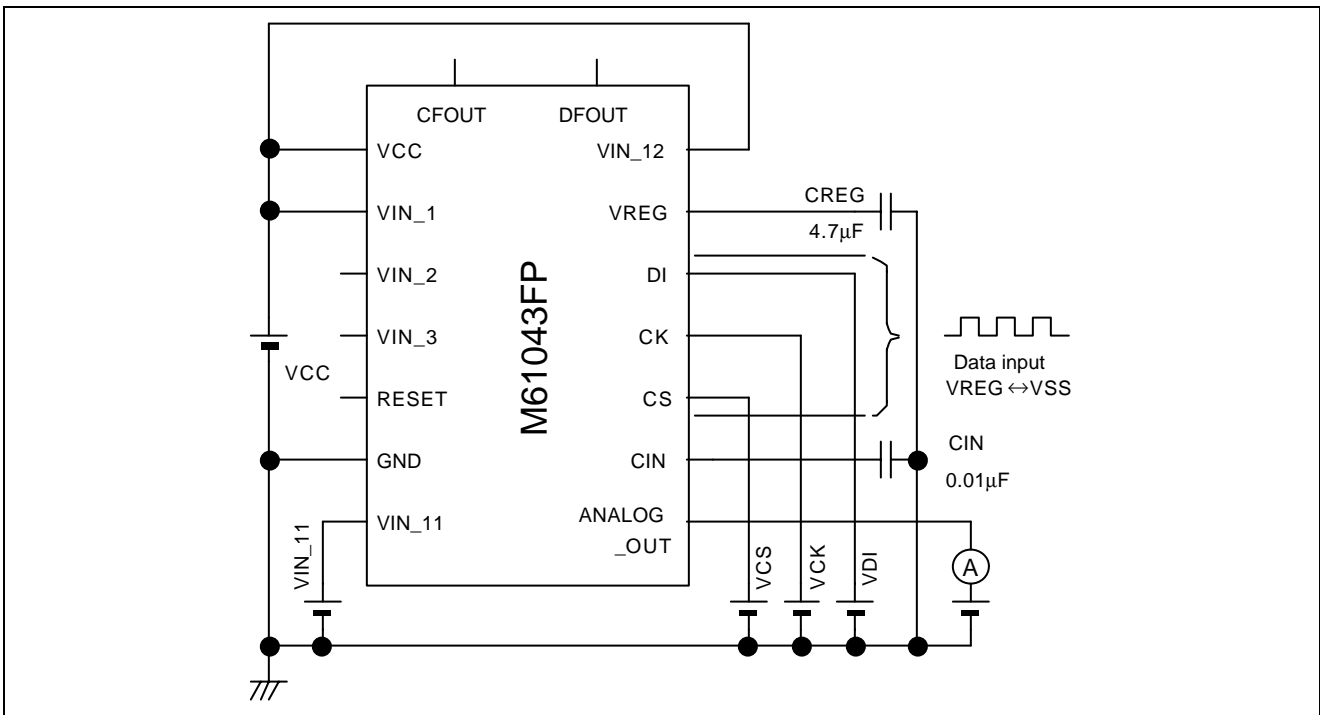 CFOUT
DFOUT
VCC
VIN_12
VIN_1
VREG
CREG
4.7μF
VIN_2
DI
M61043FP
VIN_3
CK
Data input
VREG ↔VSS
VCC
RESET
CS
GND
CIN
CIN
0.01μF
VIN_11
ANALOG
_OUT
VIN_11
VCS
VCK
VDI
A